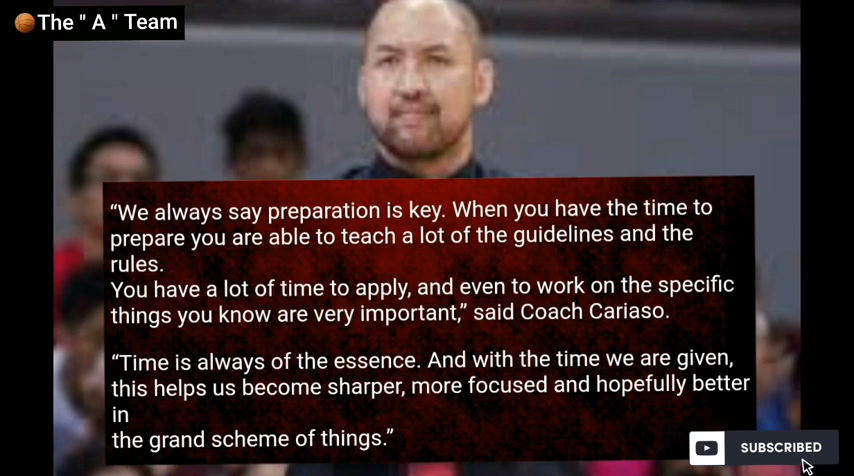 🏀The " A " Team
“We always say preparation is key. When you have the time to
prepare you are able to teach a lot of the guidelines and the
rules.
You have a lot of time to apply, and even to work on the specific
things you know are very important,” said Coach Cariaso.
“Time is always of the essence. And with the time we are given,
this helps us become sharper, more focused and hopefully better
in
the grand scheme of things.”
SUBSCRIBED